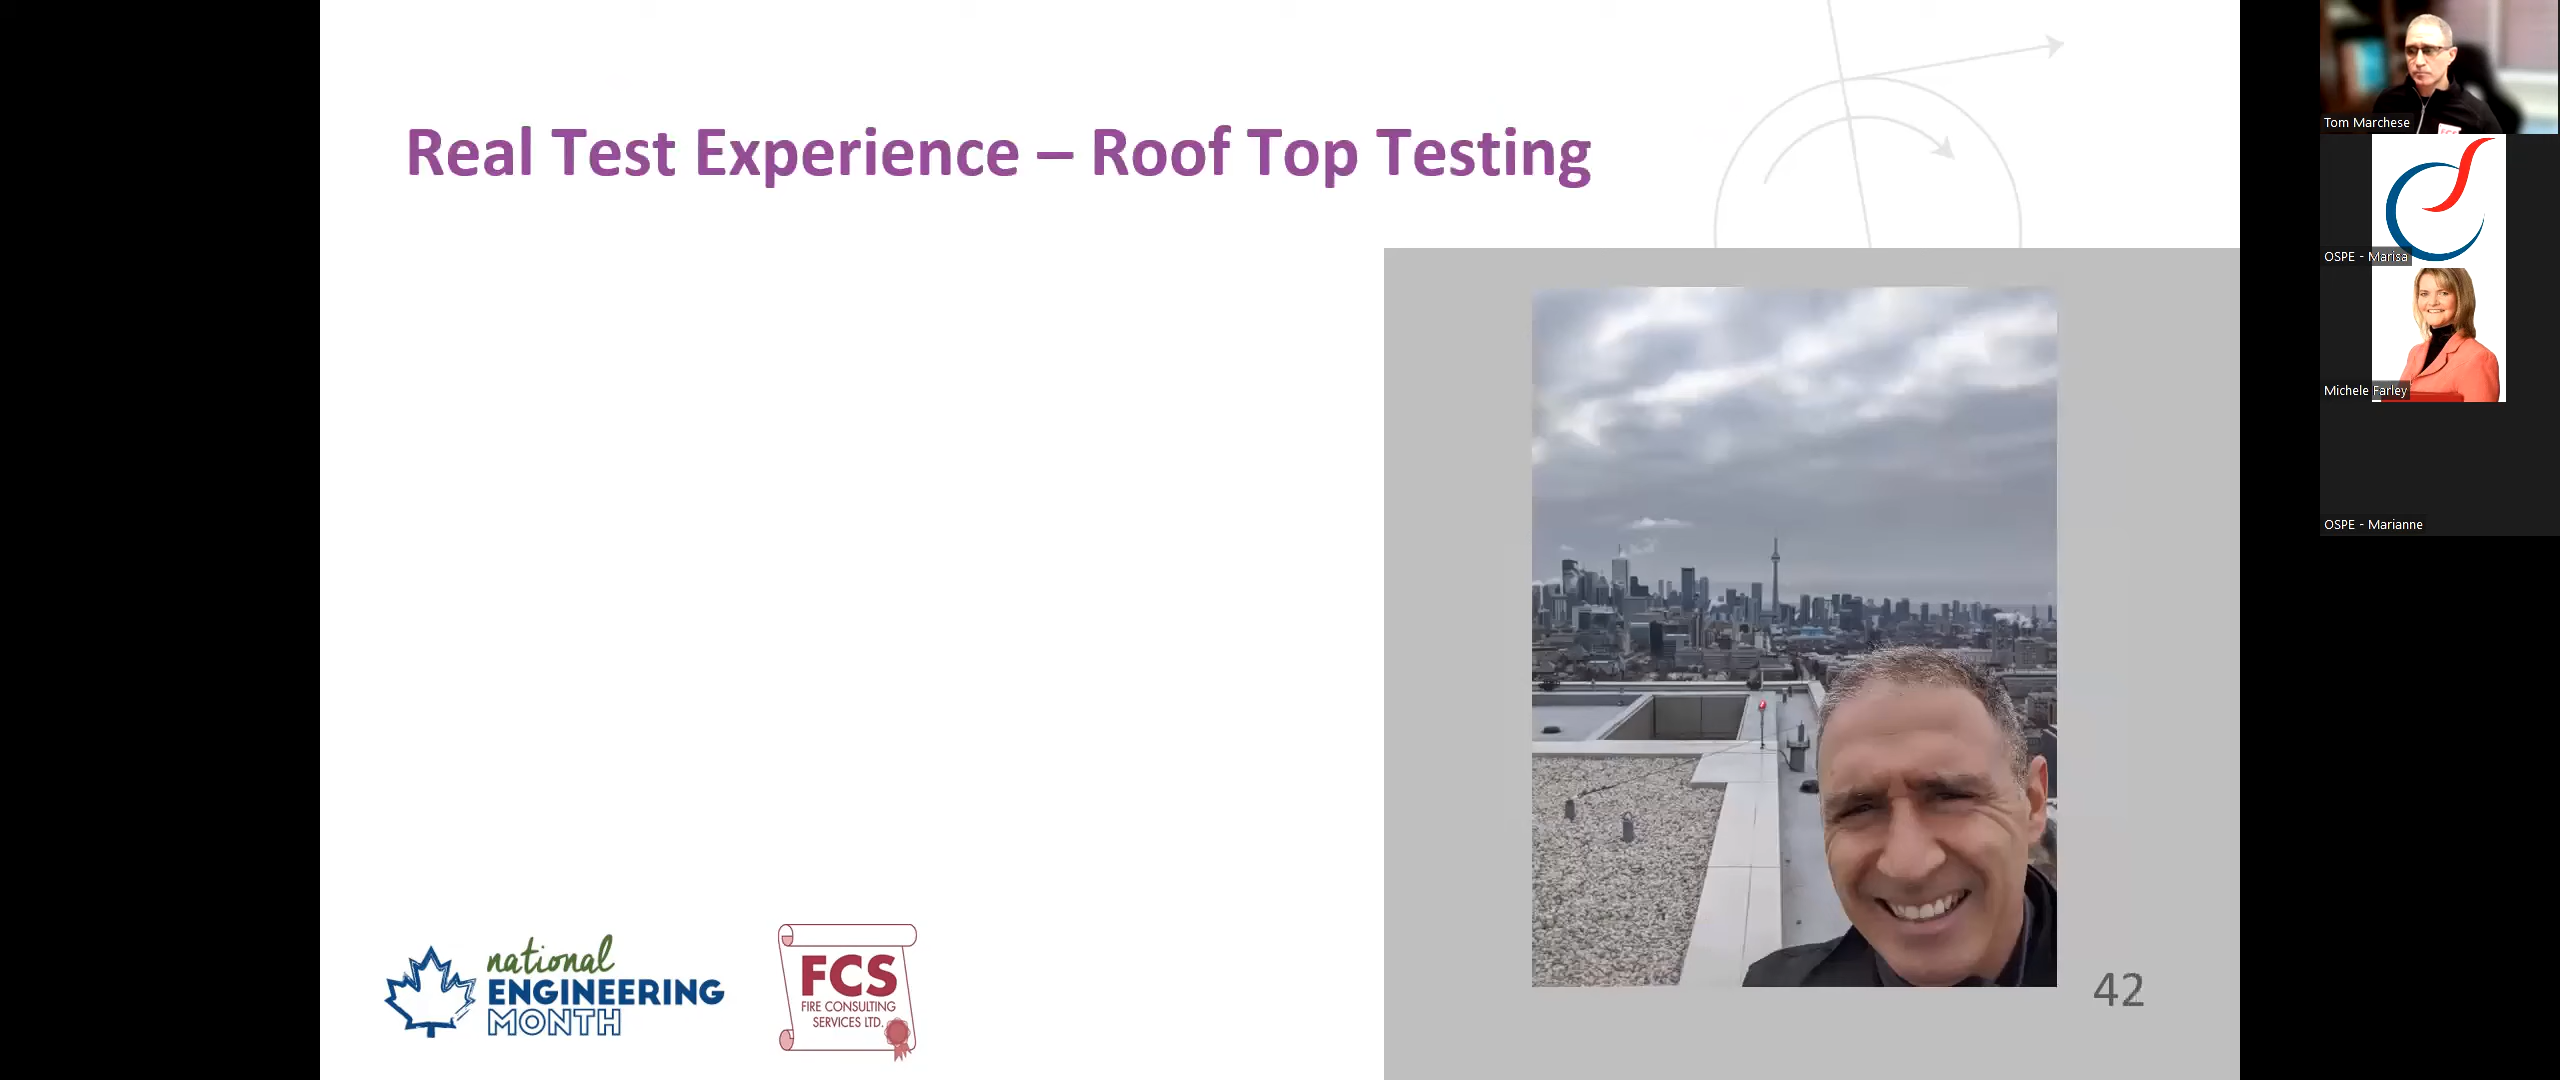 Real Test Experience – Roof Top Testing
national
ENGINEERING
MONTH
FCS
FIRE CONSULTING
SERVICES LTD.
42
Tom Marchese
FCS
OSPE - Marisa
Michele Farley
OSPE - Marianne